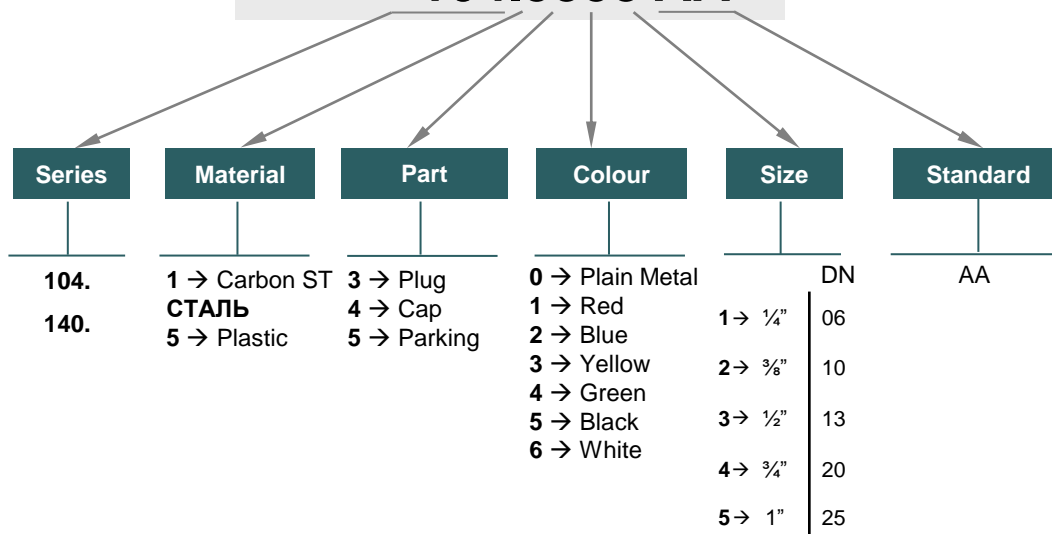 Series
Material
Part
Colour
Size
Standard
104.
140.
1 → Carbon ST
СТАЛЬ
5 → Plastic
3 → Plug
4 → Cap
5 → Parking
0 → Plain Metal
1 → Red
2 → Blue
3 → Yellow
4 → Green
5 → Black
6 → White
DN
1→ ¼” 06
2→ ⅜” 10
3→ ½” 13
4→ ¾” 20
5→ 1” 25
AA